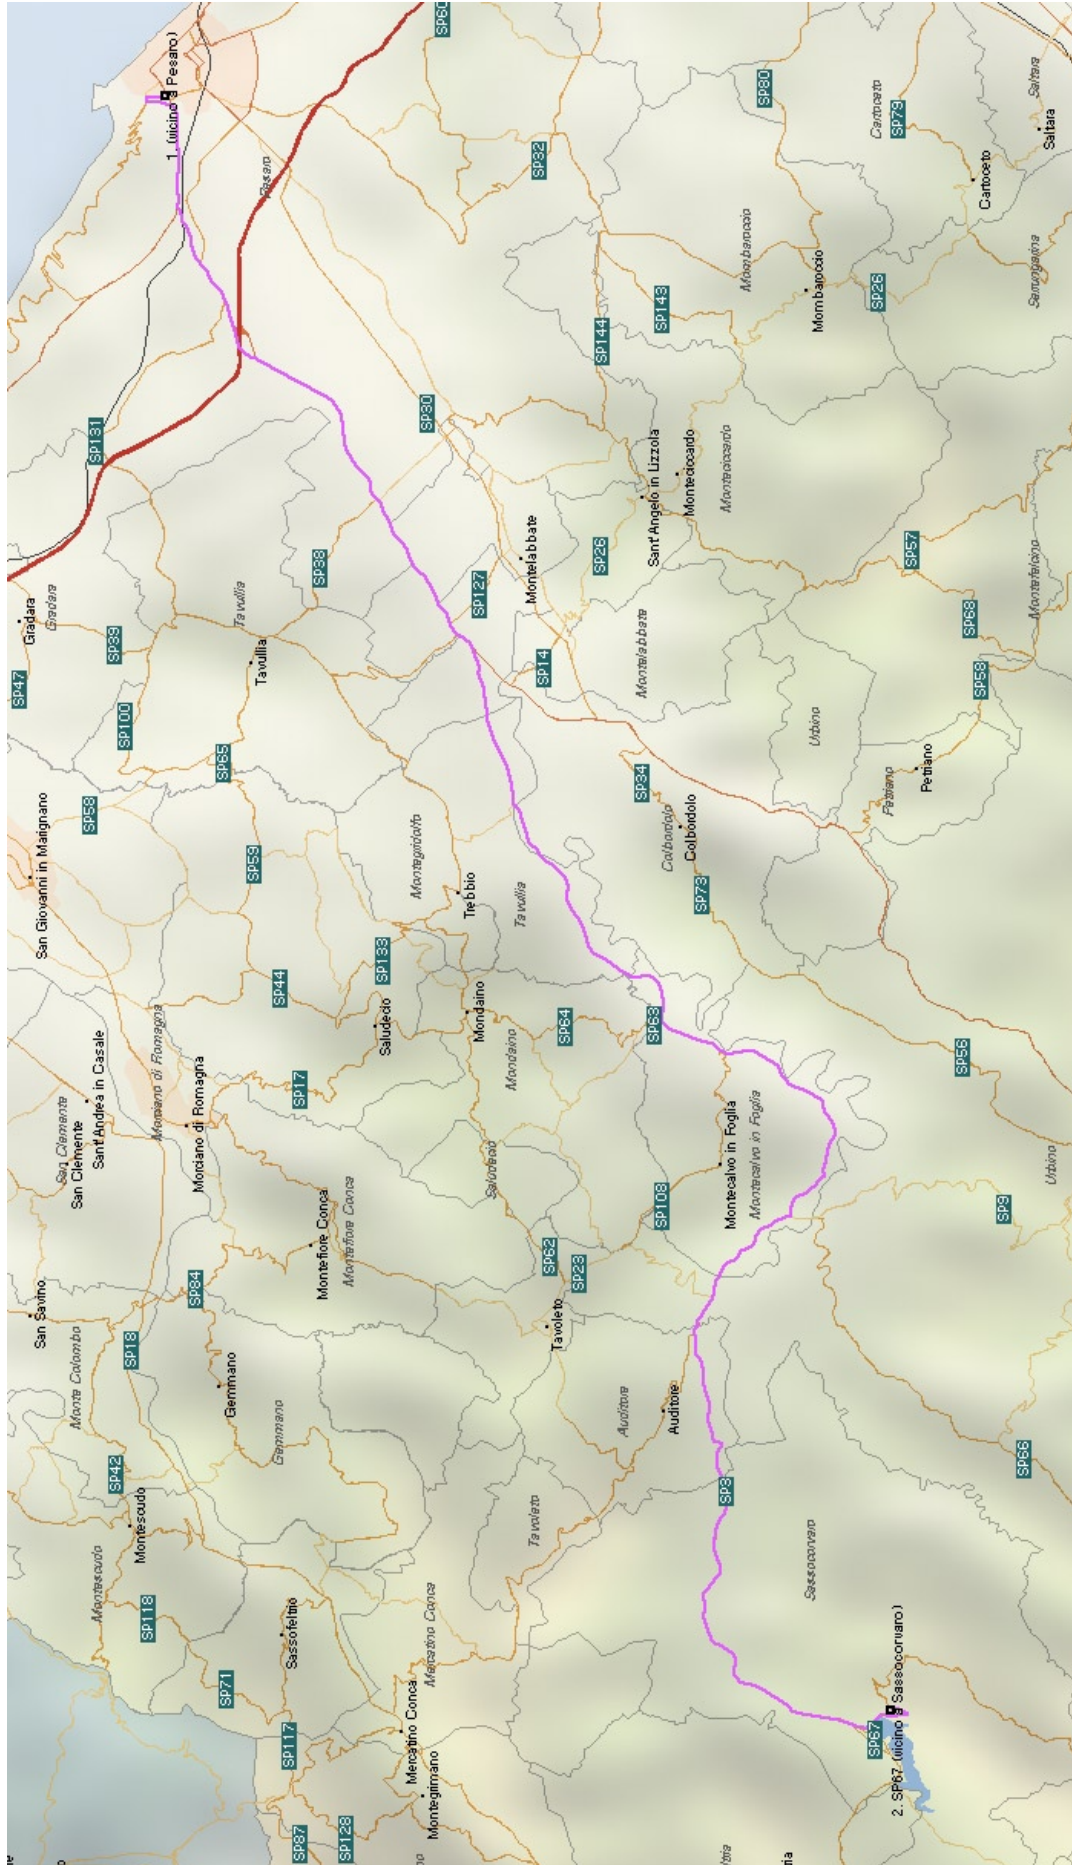 SP47
Gradara
San Giovanni in Marignano
San Savino
Gradara
San Clemente
San Clemente
Monte Colombo
SP58
SP131
Sant'Andrea in Casale
Montescudo
SP39
SP42
SP100
SP18
Montescudo
SP118
Morciano di Romagna
1. (vicino a Pesaro)
Morciano di Romagna
SP84
SP65
SP71
Gemmano
Tavullia
Tavullia
SP59
Pesaro
SP44
Gemmano
SP117
Sassofeltrio
SP17
SP87
SP38
Montefiore Conca
Montefiore Conca
SP128
SP133
Saludecio
Mercatino Conca
Montegridolfo
SP30
Mercatino Conca
Montegrimano
SP60
Trebbio
Mondaino
SP127
Saludecio
Mondaino
Tavullia
Montelabbate
Tavoleto
SP32
SP14
SP62
Tavoleto
SP64
SP23
SP26
SP144
Auditore
SP34
Montelabbate
Sant'Angelo in Lizzola
SP63
SP108
SP143
Colbordolo
Auditore
Monteciccardo
Colbordolo
SP73
SP3
Monteciccardo
Montecalvo in Foglia
Mombaroccio
Montecalvo in Foglia
SP80
Sassocorvaro
Urbino
Mombaroccio
SP67
Cartoceto
SP26
Petriano
2. SP67 (vicino a Sassocorvaro)
SP79
SP57
Petriano
SP56
SP68
SP58
Cartoceto
SP9
SP66
Montefelcino
Serrungarina
Saltara
Saltara
Urbino